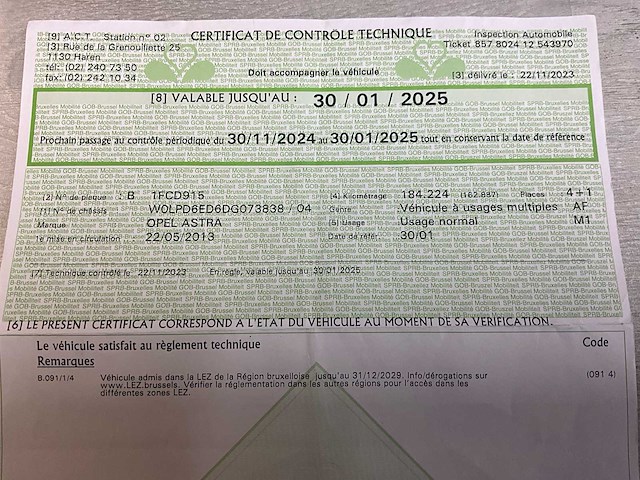 [9] A.C.T. Station n° 02
CERTIFICAT DE CONTROLE TECHNIQUE
Inspection Automobile
[3] Rue de la Grenouillette 25
Ticket 857 8024 12 543970
1130 Haren
tél: (02) 240 73 50
fax: (02) 242 10 34
Doit accompagner le véhicule
[3] délivré le : 22/11/2023
[8] VALABLE JUSQU'AU : 30 / 01 / 2025
Prochain passage au contrôle périodique du 30/11/2024 au 30/01/2025 tout en conservant la date de référence
[2] N° de plaque : B 1FCD915
[4] Kilométrage 184.224 (162.887) Places 4+1
[1] N° de châssis W0LPD6ED6DG073838 / 04
Genre Véhicule à usages multiples AF
Marque OPEL ASTRA
[5] Usage Usage normal M1
1e mise en circulation : 22/05/2013
Date de réfer 30/01
[7] Technique contrôlé le 22/11/2023 En règle, valable jusqu'au 30/01/2025
[6] LE PRESENT CERTIFICAT CORRESPOND A L'ETAT DU VEHICULE AU MOMENT DE SA VERIFICATION.
Le véhicule satisfait au règlement technique
Code
Remarques
B.091/1/4 Véhicule admis dans la LEZ de la Région bruxelloise jusqu'au 31/12/2029. Info/dérogations sur (091 4)
www.LEZ.brussels. Vérifier la réglementation dans les autres régions pour l'accès dans les
différentes zones LEZ.